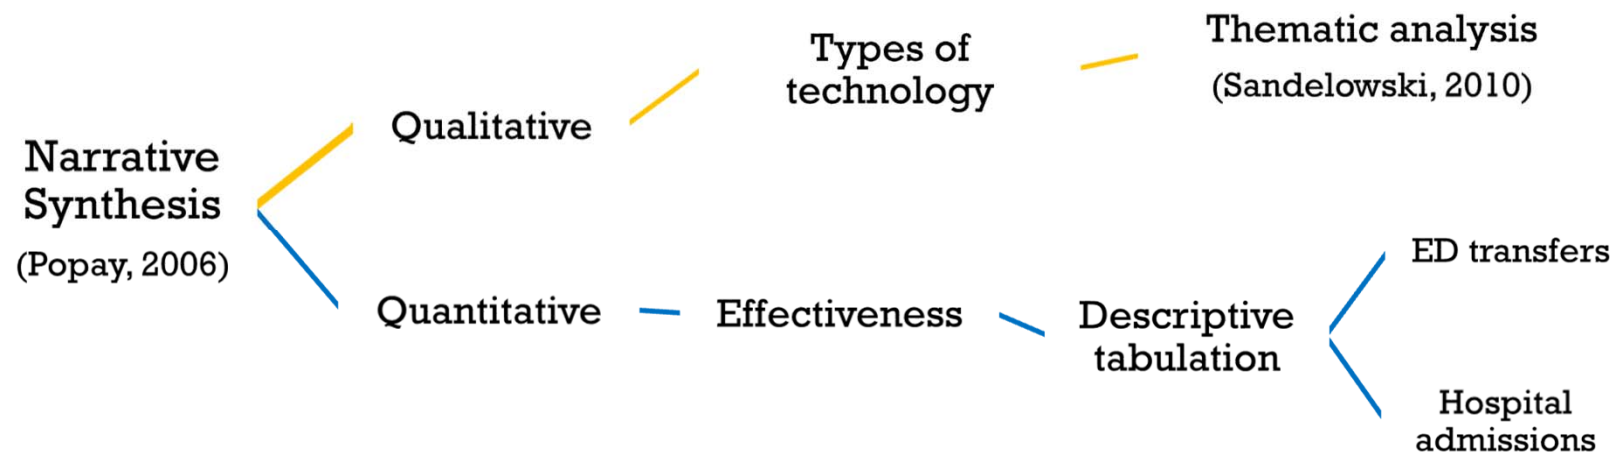 Narrative
Synthesis
(Popay, 2006)
Qualitative
Types of
technology
Thematic analysis
(Sandelowski, 2010)
Quantitative
Effectiveness
Descriptive
tabulation
ED transfers
Hospital
admissions